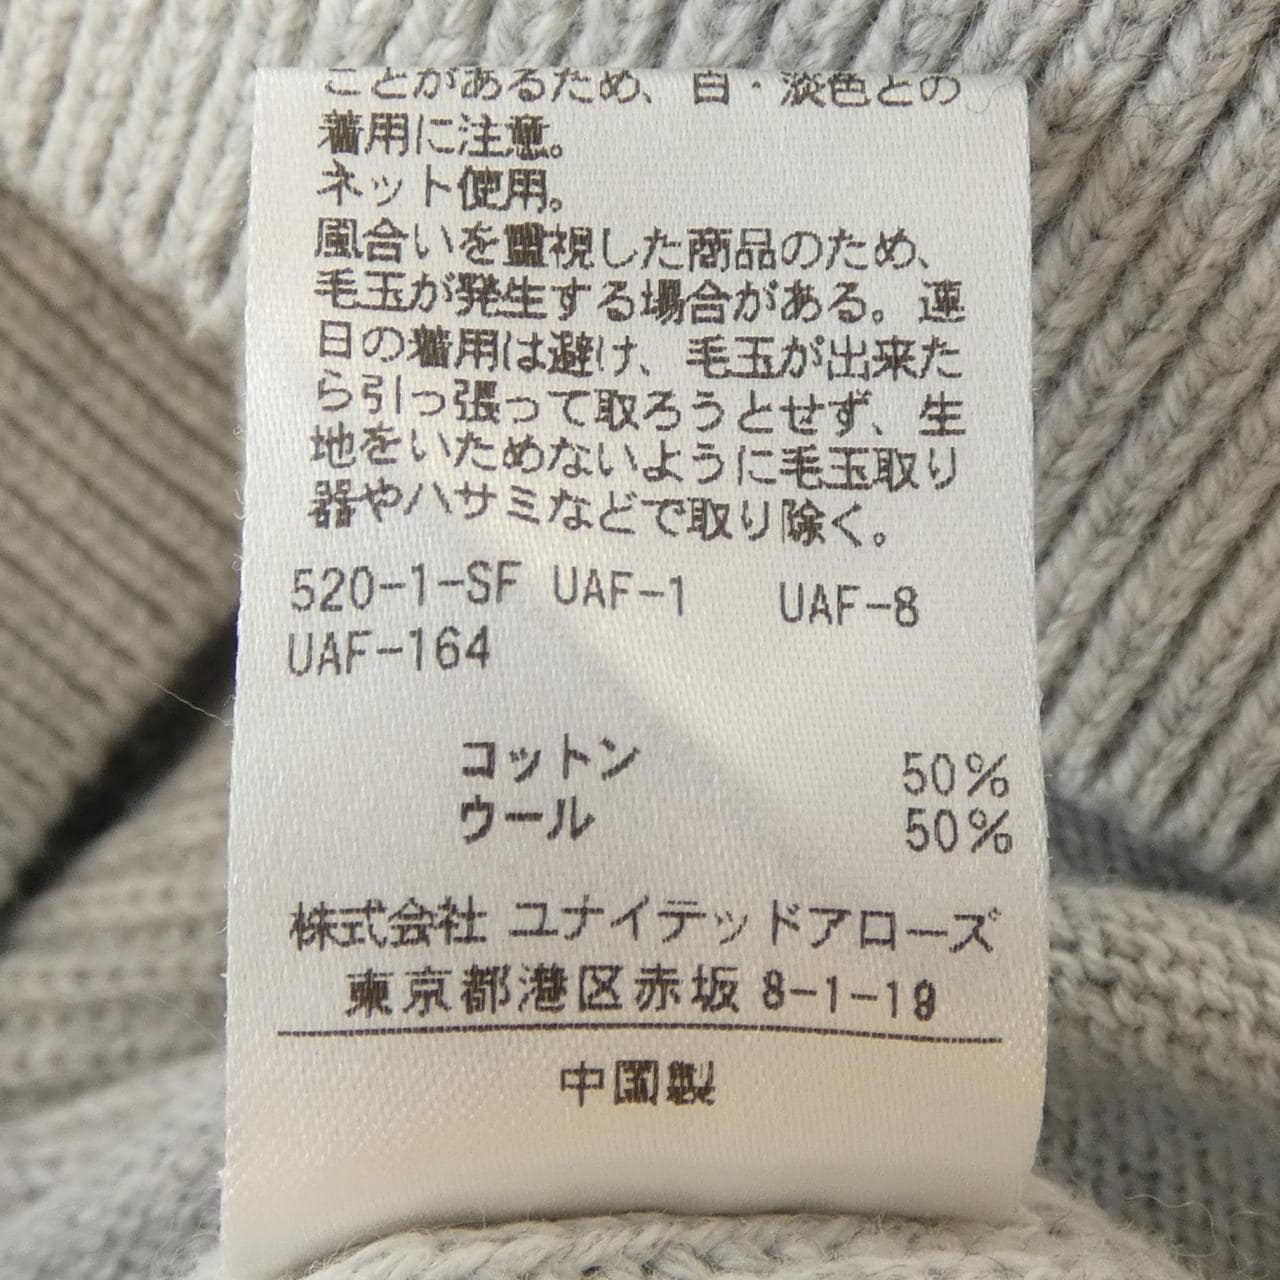 ことがあるため、白・淡色との
着用に注意。
ネット使用。
風合いを重視した商品のため、
毛玉が発生する場合がある。連
日の着用は避け、毛玉が出来た
ら引っ張って取ろうとせず、生
地をいためないように毛玉取り
器やハサミなどで取り除く。
520-1-SF UAF-1 UAF-8
UAF-164
コットン 50%
ウール 50%
株式会社 ユナイテッドアローズ
東京都港区赤坂 8-1-19
中国製